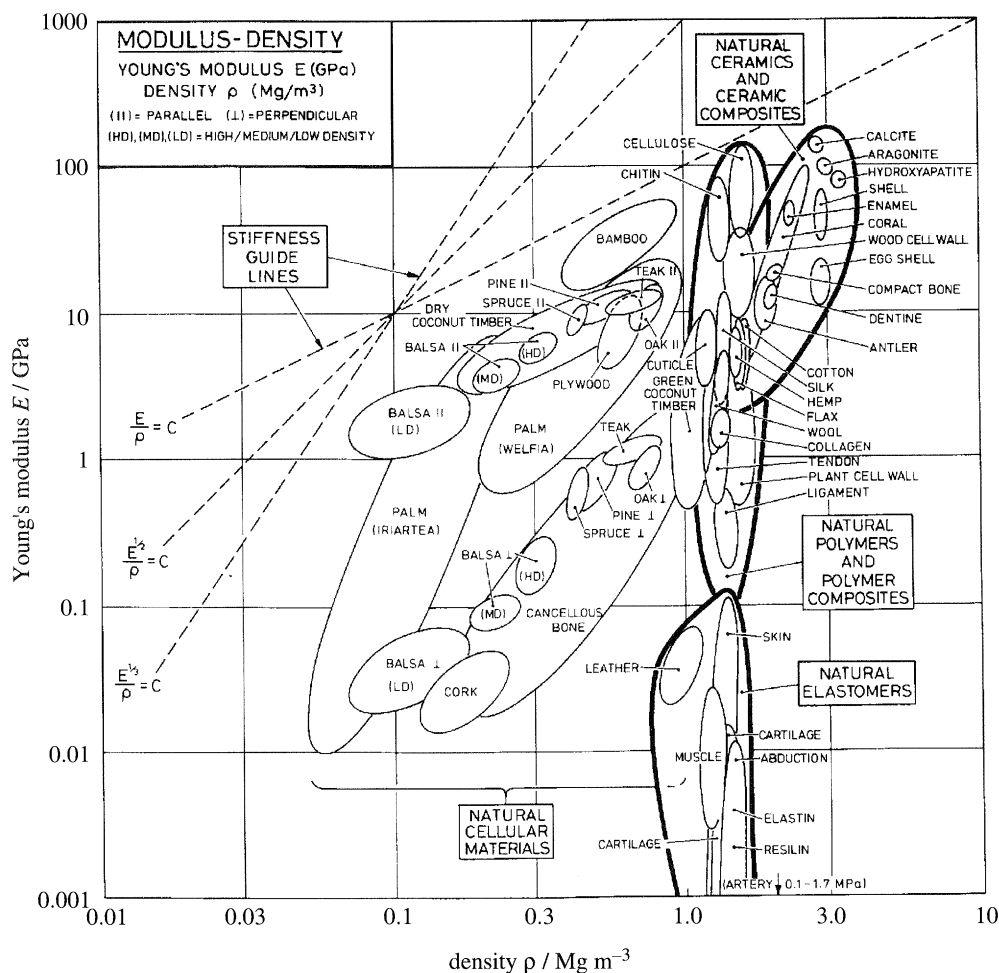 MODULUS-DENSITY
YOUNG'S MODULUS E (GPa)
DENSITY ρ (Mg/m³)
(II)= PARALLEL (⊥)=PERPENDICULAR
(HD),(MD),(LD)= HIGH/MEDIUM/LOW DENSITY
1000
100
10
1
0.1
0.01
0.001
Young's modulus E / GPa
STIFFNESS
GUIDE
LINES
E/ρ = C
E^½/ρ = C
E^⅓/ρ = C
NATURAL
CERAMICS
AND
CERAMIC
COMPOSITES
CELLULOSE
CHITIN
CALCITE
ARAGONITE
HYDROXYAPATITE
SHELL
ENAMEL
CORAL
WOOD CELL WALL
EGG SHELL
COMPACT BONE
DENTINE
ANTLER
COTTON
SILK
HEMP
FLAX
WOOL
COLLAGEN
TENDON
PLANT CELL WALL
LIGAMENT
BAMBOO
TEAK II
PINE II
SPRUCE II
DRY
COCONUT TIMBER
BALSA II
(HD)
(MD)
OAK II
PLYWOOD
CUTICLE
GREEN
COCONUT
TIMBER
BALSA II
(LD)
PALM
(WELFIA)
TEAK
OAK⊥
PINE ⊥
SPRUCE ⊥
PALM
(IRIARTEA)
BALSA ⊥
(HD)
(MD)
CANCELLOUS
BONE
BALSA ⊥
(LD)
CORK
NATURAL
POLYMERS
AND
POLYMER
COMPOSITES
SKIN
LEATHER
NATURAL
ELASTOMERS
CARTILAGE
MUSCLE
ABDUCTION
ELASTIN
CARTILAGE
RESILIN
(ARTERY 0.1-1.7 MPa)
NATURAL
CELLULAR
MATERIALS
0.01
0.1
0.3
1.0
3.0
10
density ρ / Mg m⁻³